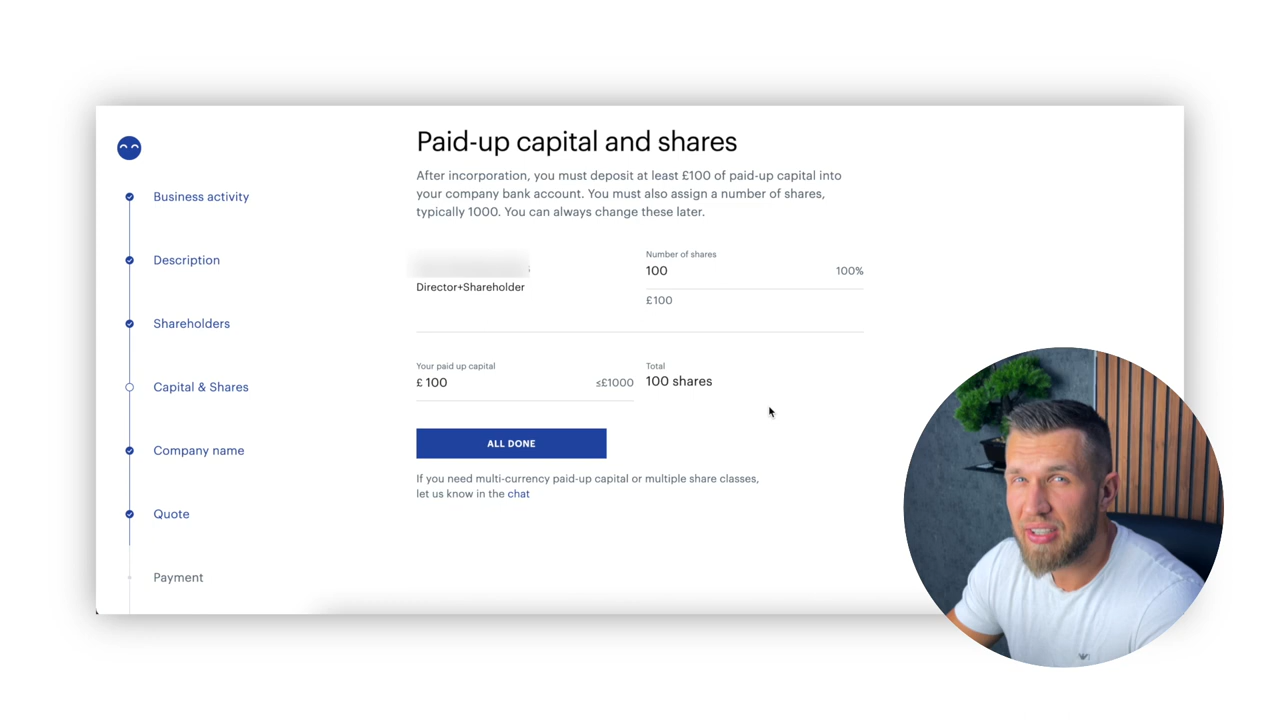 Paid-up capital and shares
After incorporation, you must deposit at least £100 of paid-up capital into
your company bank account. You must also assign a number of shares,
typically 1000. You can always change these later.
Business activity
Description
Shareholders
Capital & Shares
Company name
Quote
Payment
Director+Shareholder
Number of shares
100 100%
£100
Your paid up capital
£ 100 ≤£1000
Total
100 shares
ALL DONE
If you need multi-currency paid-up capital or multiple share classes,
let us know in the chat